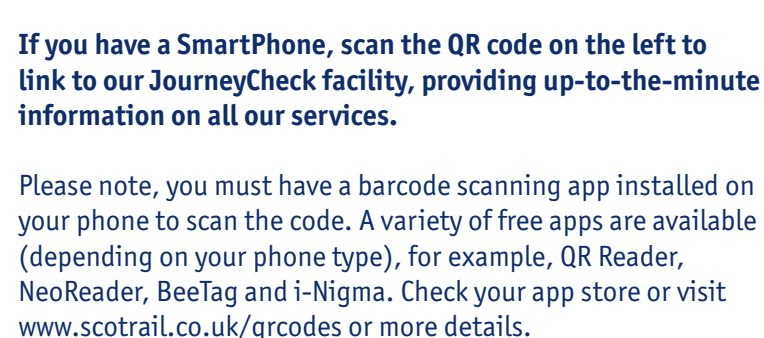 If you have a SmartPhone, scan the QR code on the left to
link to our JourneyCheck facility, providing up-to-the-minute
information on all our services.
Please note, you must have a barcode scanning app installed on
your phone to scan the code. A variety of free apps are available
(depending on your phone type), for example, QR Reader,
NeoReader, BeeTag and i-Nigma. Check your app store or visit
www.scotrail.co.uk/qrcodes or more details.